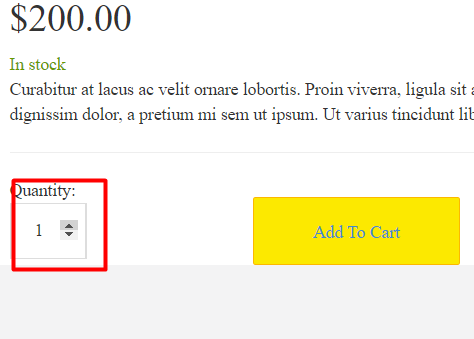 $200.00
In stock
Curabitur at lacus ac velit ornare lobortis. Proin viverra, ligula sit
dignissim dolor, a pretium mi sem ut ipsum. Ut varius tincidunt
Quantity:
1
Add To Cart